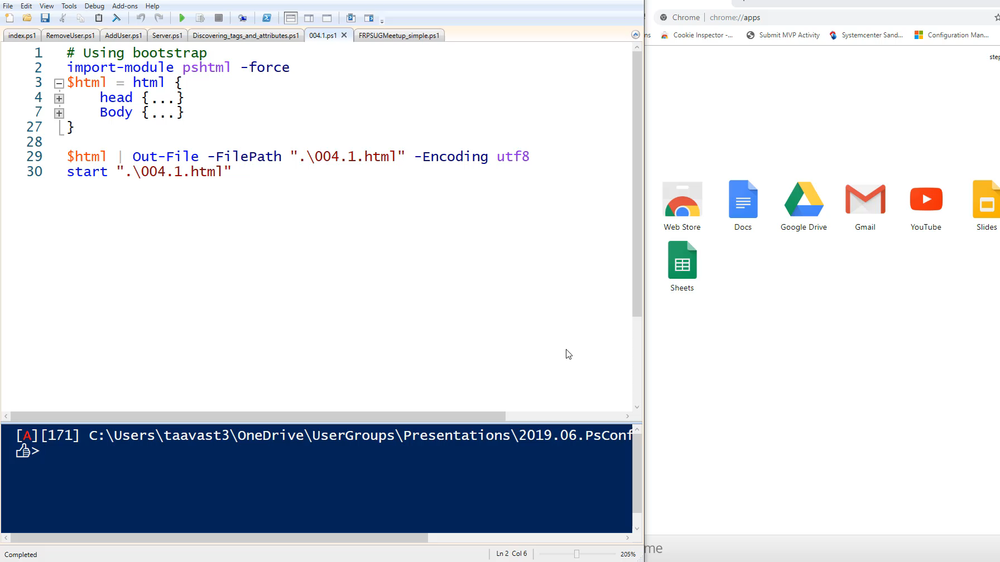 File Edit View Tools Debug Add-ons Help
index.ps1 RemoveUser.ps1 AddUser.ps1 Server.ps1 Discovering_tags_and_attributes.ps1 004.1.ps1 FRPSUGMeetup_simple.ps1
1 # Using bootstrap
2 import-module pshtml -force
3 $html = html {
4 head {...}
7 Body {...}
27 }
28
29 $html | Out-File -FilePath ".\004.1.html" -Encoding utf8
30 start ".\004.1.html"
[A][171] C:\Users\taavast3\OneDrive\UserGroups\Presentations\2019.06.PsConf
>
Completed
Ln 2 Col 6
205%
Chrome chrome://apps
ns Cookie Inspector -... Submit MVP Activity Systemcenter Sand... Configuration Man...
step
Web Store Docs Google Drive Gmail YouTube Slides
Sheets
me